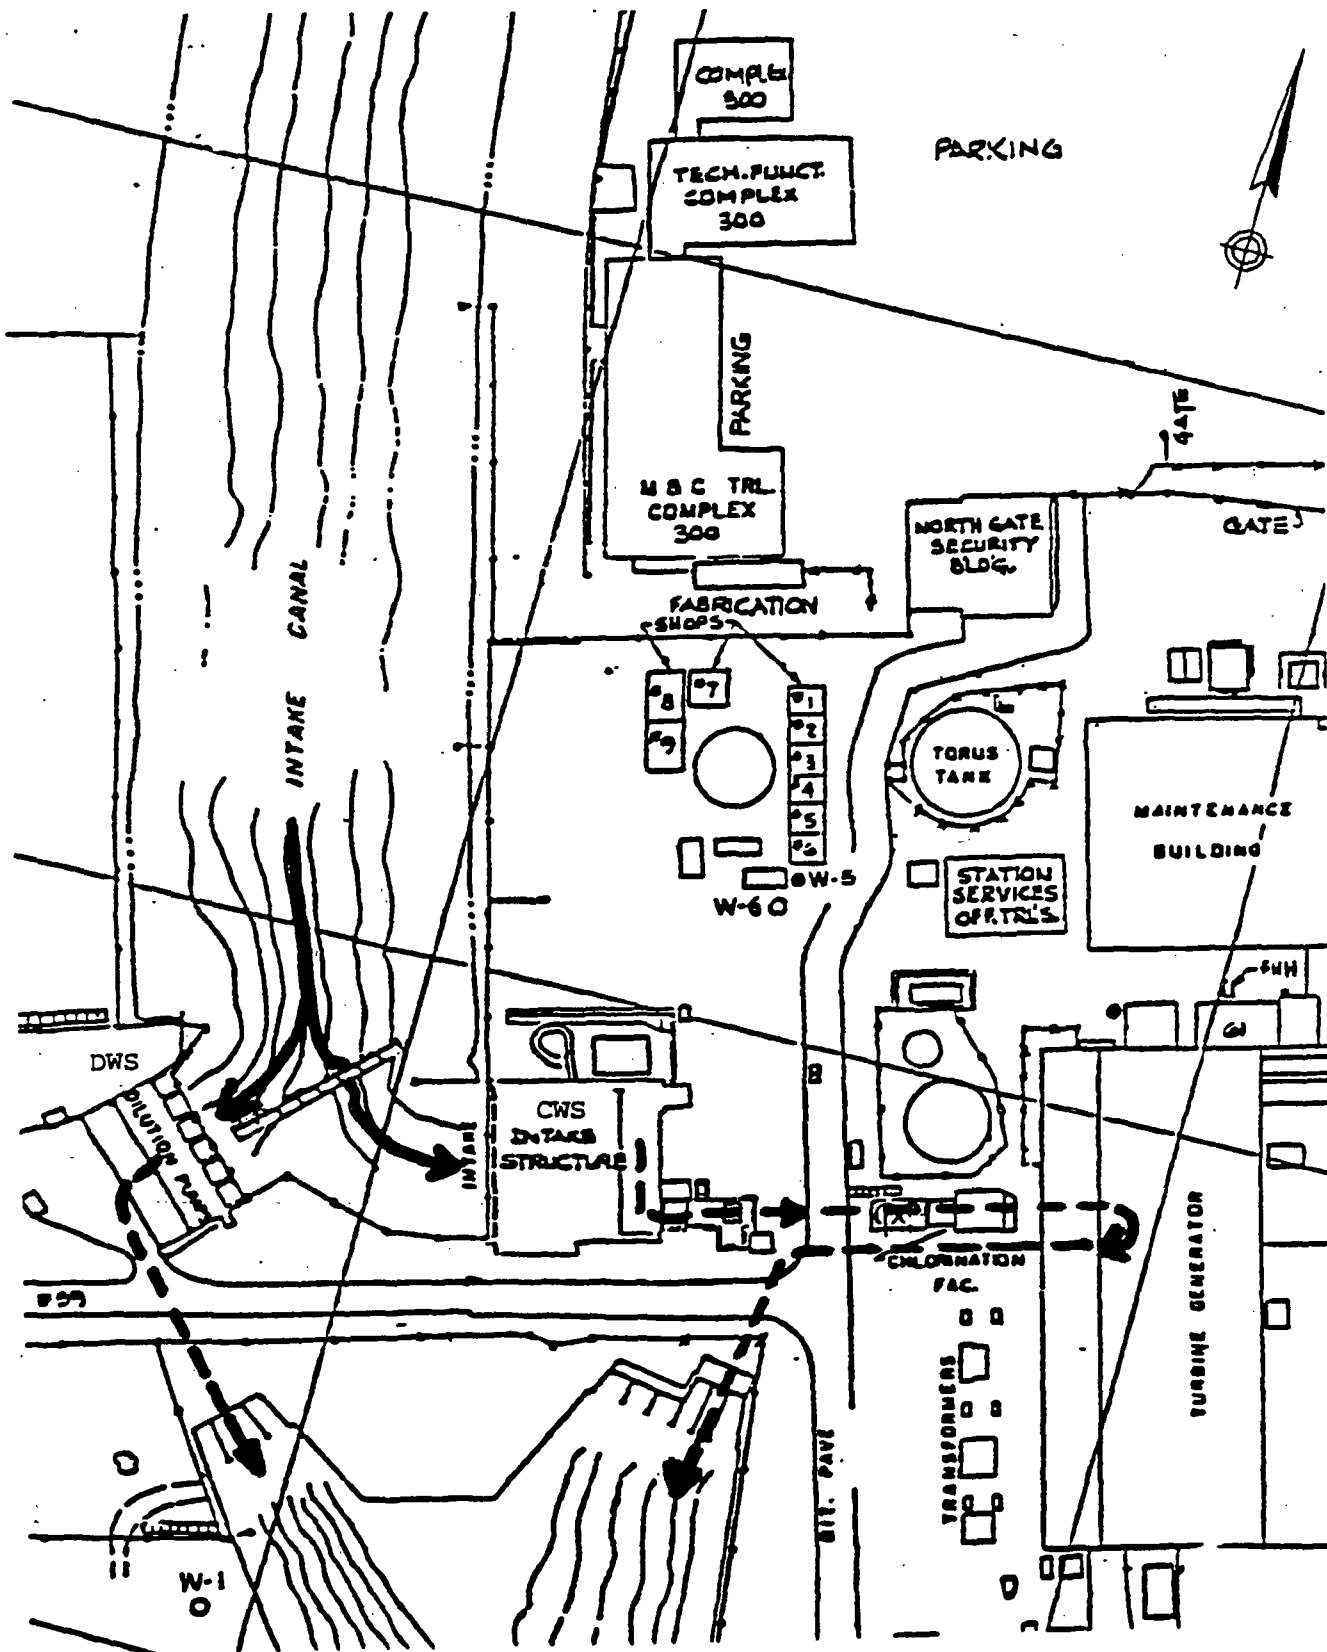 COMPLEX
300
PARKING
TECH. FUNCT.
COMPLEX
300
PARKING
GATE
M & C TRL.
COMPLEX
300
NORTH GATE
SECURITY
BLDG.
GATE
FABRICATION
SHOPS
INTAKE CANAL
#8
#7
#1
#9
#2
#3
#4
#5
#6
TORUS
TANK
MAINTENANCE
BUILDING
W-5
W-6
STATION
SERVICES
OFF. TRL'S.
DWS
DILUTION PUMPS
INTAKE
CWS
INTAKE
STRUCTURE
CHLORINATION
FAC.
TURBINE GENERATOR
TRANSFORMERS
BIT. PAVE
W-1